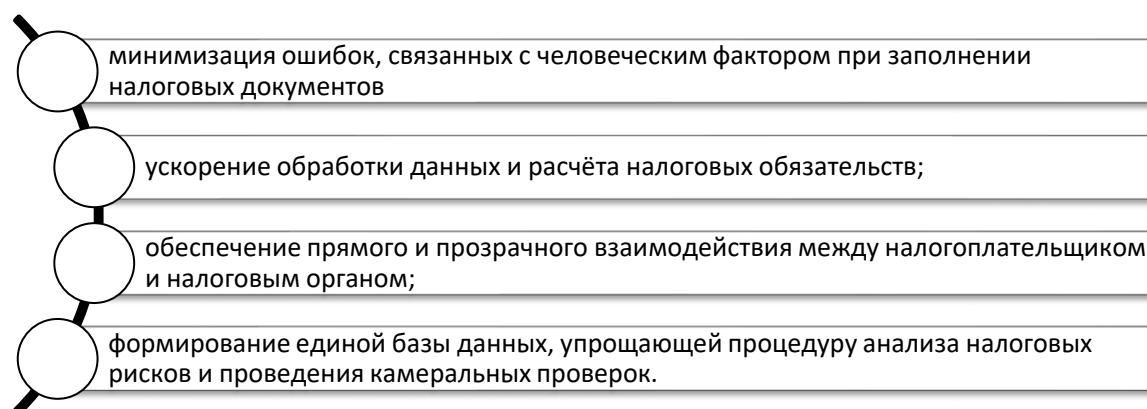 минимизация ошибок, связанных с человеческим фактором при заполнении
налоговых документов
ускорение обработки данных и расчёта налоговых обязательств;
обеспечение прямого и прозрачного взаимодействия между налогоплательщиком
и налоговым органом;
формирование единой базы данных, упрощающей процедуру анализа налоговых
рисков и проведения камеральных проверок.